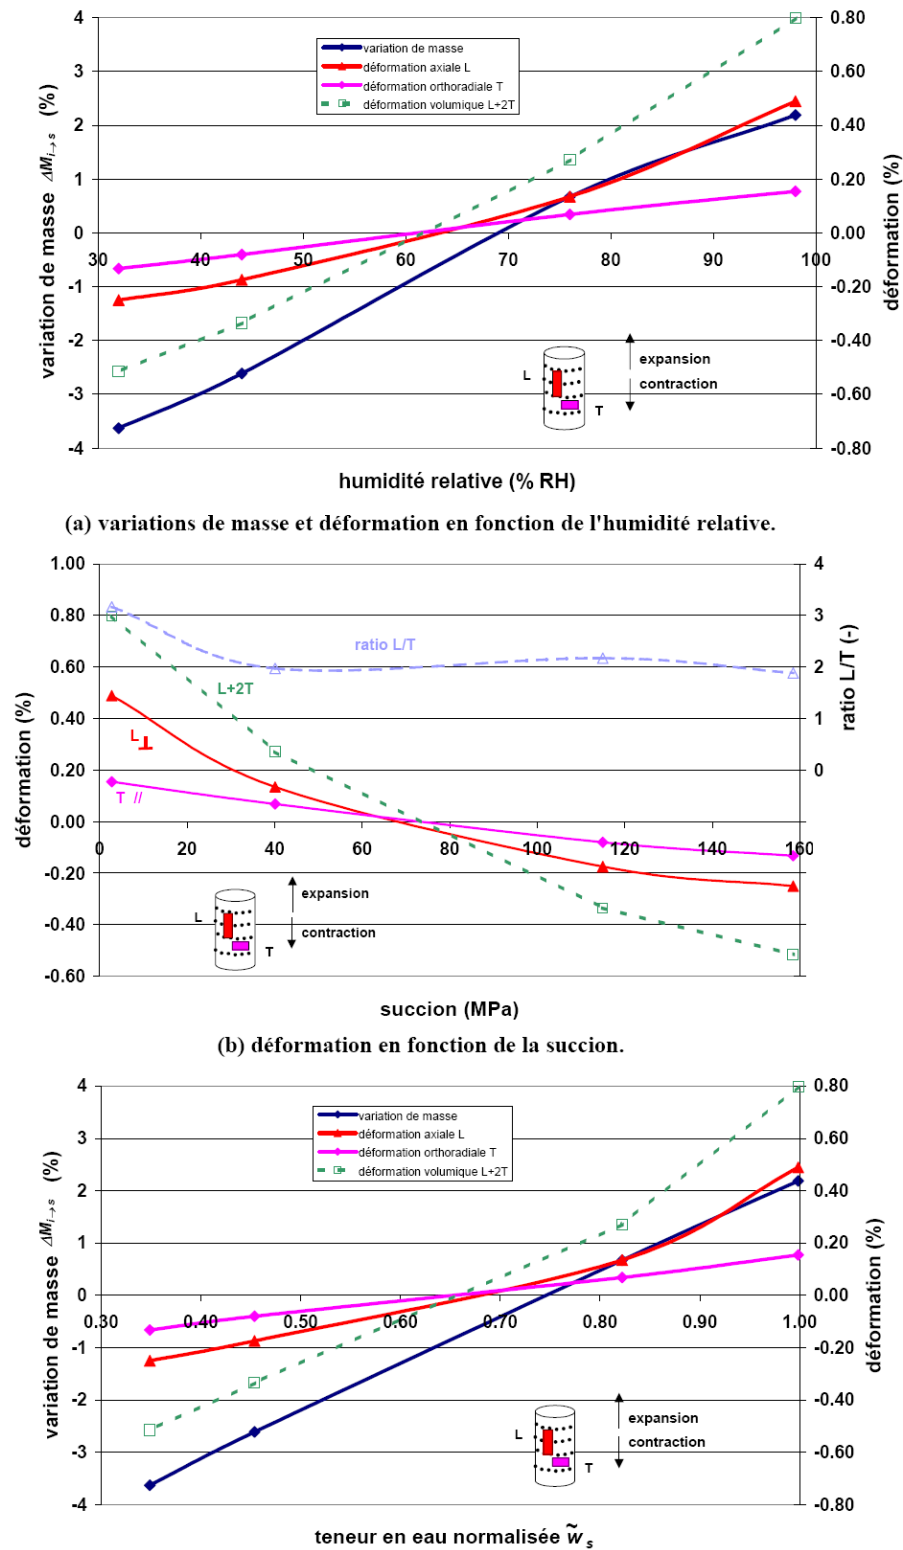 4
3
2
1
0
-1
-2
-3
-4
variation de masse ΔM i→s (%)
variation de masse
déformation axiale L
déformation orthoradiale T
déformation volumique L+2T
0.80
0.60
0.40
0.20
0.00
-0.20
-0.40
-0.60
-0.80
déformation (%)
30 40 50 60 70 80 90 100
L
T
expansion
contraction
humidité relative (% RH)
(a) variations de masse et déformation en fonction de l'humidité relative.
1.00
0.80
0.60
0.40
0.20
0.00
-0.20
-0.40
-0.60
déformation (%)
ratio L/T
L+2T
L⊥
T //
4
3
2
1
0
ratio L/T (-)
0 20 40 60 80 100 120 140 160
L
T
expansion
contraction
succion (MPa)
(b) déformation en fonction de la succion.
4
3
2
1
0
-1
-2
-3
-4
variation de masse ΔM i→s (%)
variation de masse
déformation axiale L
déformation orthoradiale T
déformation volumique L+2T
0.80
0.60
0.40
0.20
0.00
-0.20
-0.40
-0.60
-0.80
déformation (%)
0.30 0.40 0.50 0.60 0.70 0.80 0.90 1.00
L
T
expansion
contraction
teneur en eau normalisée w̃ s